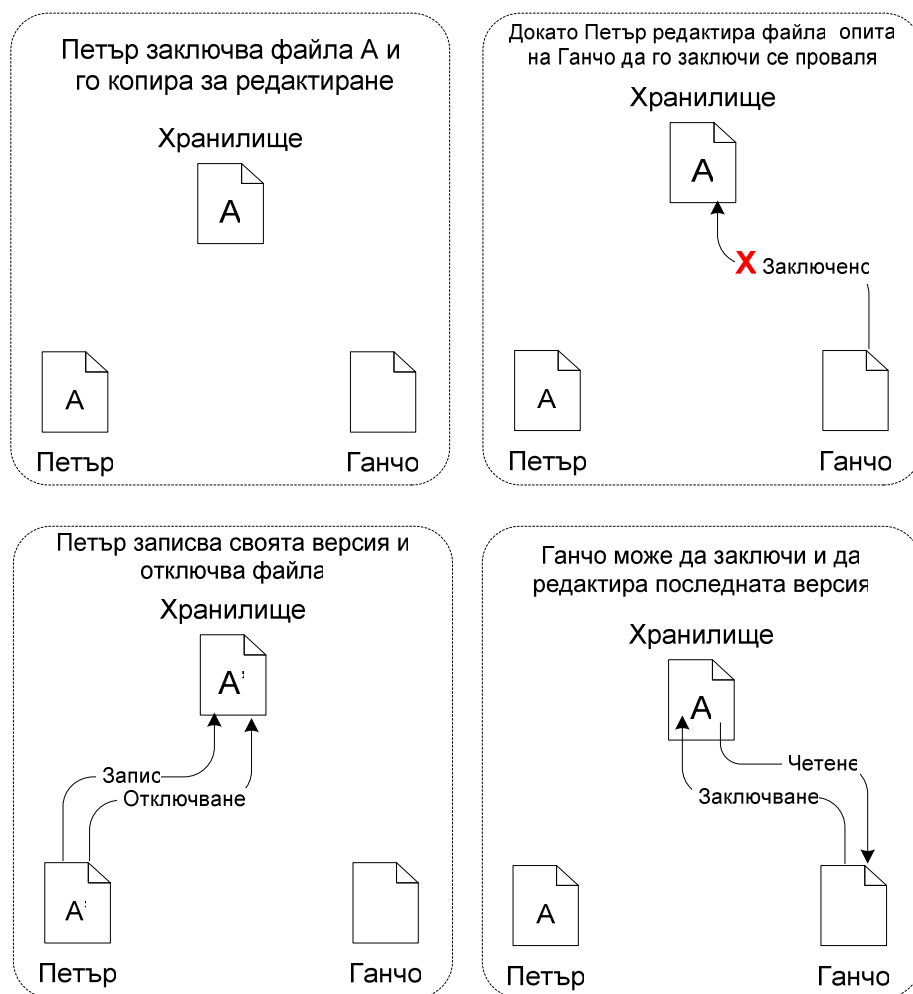 Петър заключва файла А и
го копира за редактиране
Хранилище
А
А
Петър
Ганчо
Докато Петър редактира файла опита
на Ганчо да го заключи се проваля
Хранилище
А
X Заключено
А
Петър
Ганчо
Петър записва своята версия и
отключва файла
Хранилище
А'
Запис
Отключване
А'
Петър
Ганчо
Ганчо може да заключи и да
редактира последната версия
Хранилище
А
Четене
Заключване
А
Петър
Ганчо